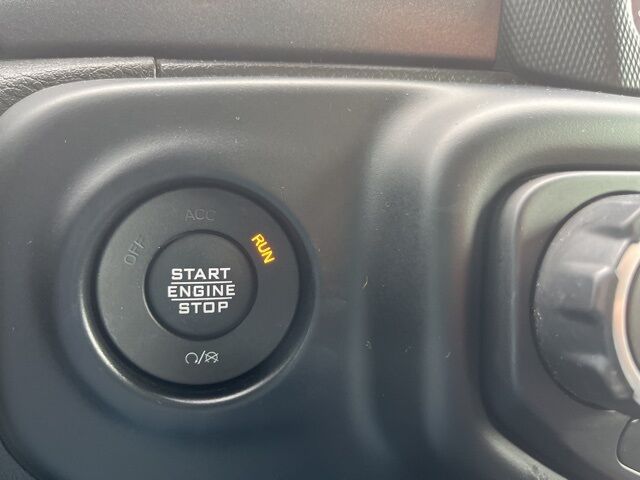 OFF
ACC
RUN
START
ENGINE
STOP